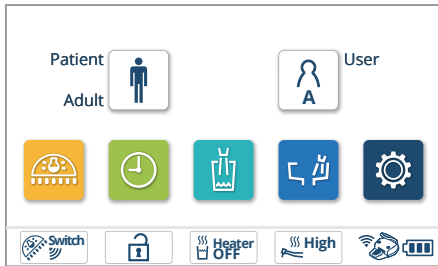 Patient
User
Adult
A
Switch
Heater
OFF
High